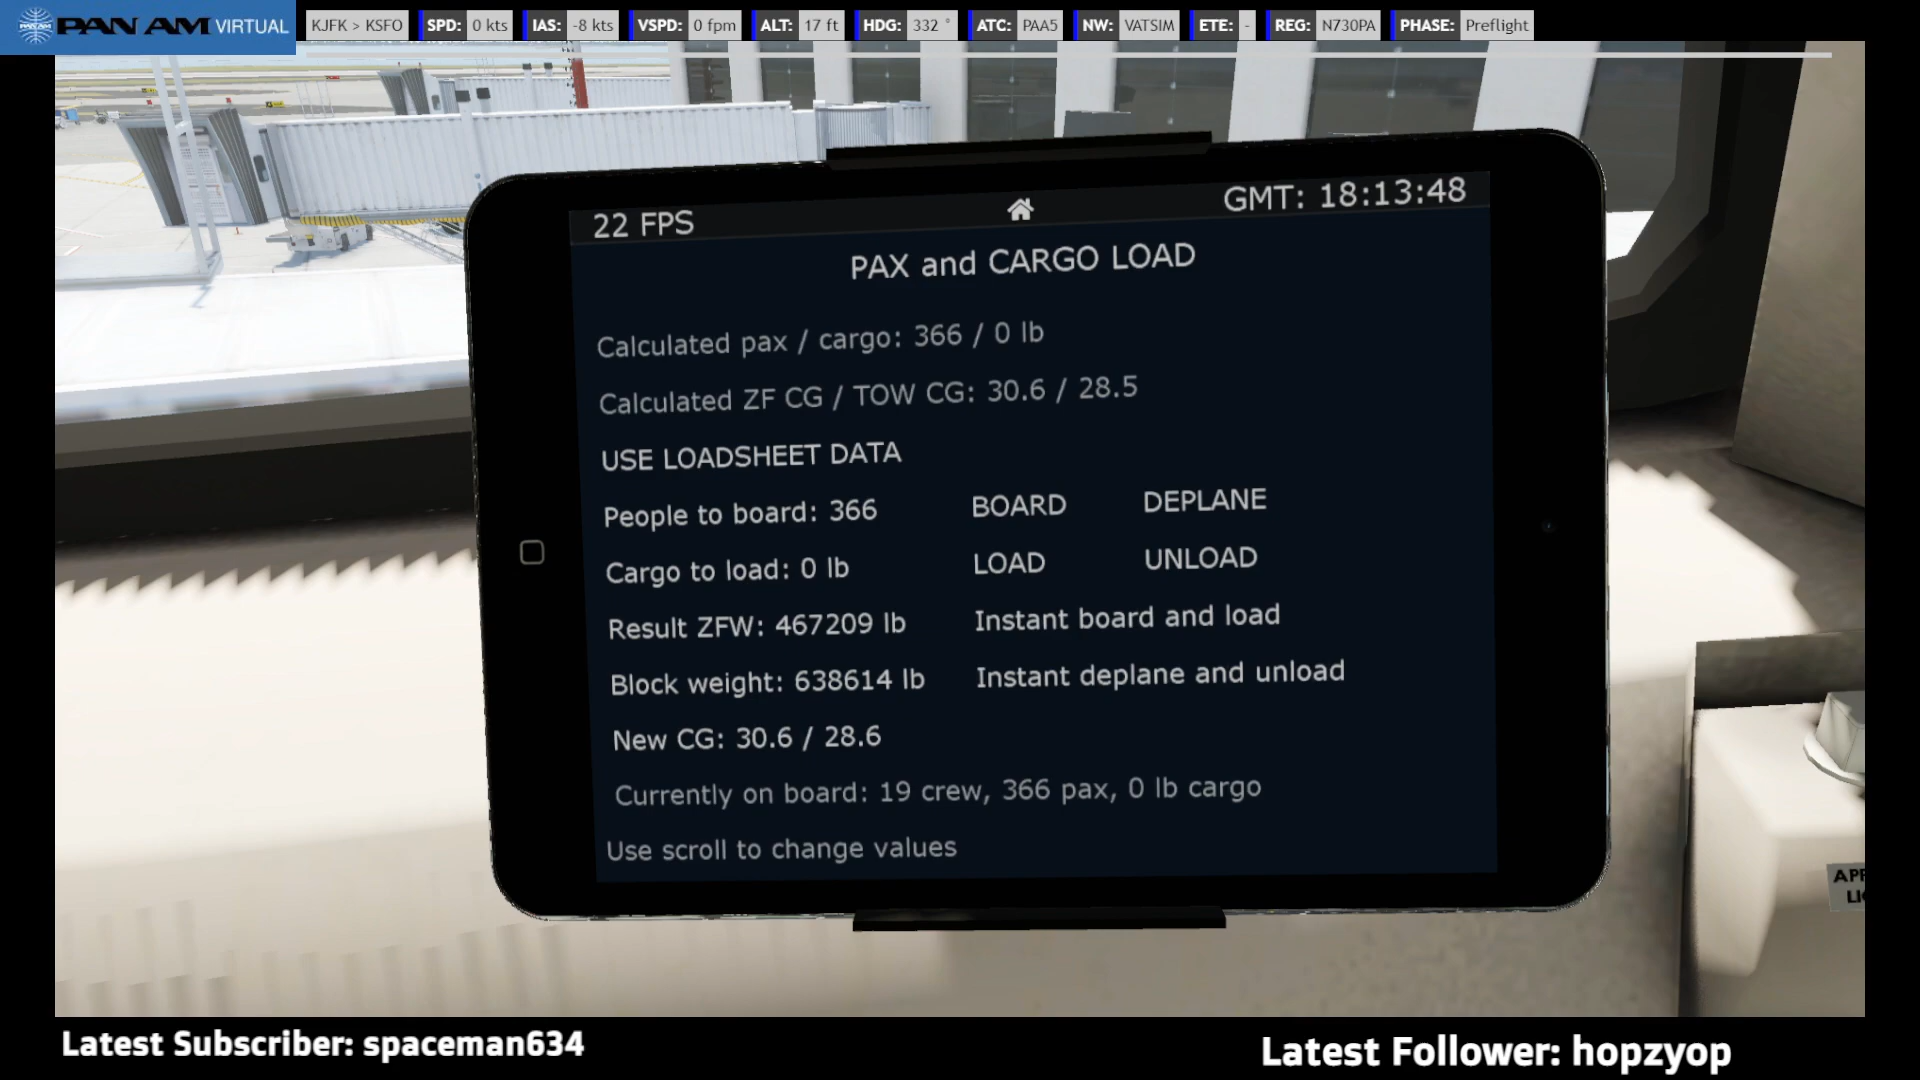 PAN AM VIRTUAL KJFK > KSFO SPD: 0 kts IAS: -8 kts VSPD: 0 fpm ALT: 17 ft HDG: 332 ° ATC: PAA5 NW: VATSIM ETE: - REG: N730PA PHASE: Preflight
22 FPS GMT: 18:13:48
PAX and CARGO LOAD
Calculated pax / cargo: 366 / 0 lb
Calculated ZF CG / TOW CG: 30.6 / 28.5
USE LOADSHEET DATA
People to board: 366 BOARD DEPLANE
Cargo to load: 0 lb LOAD UNLOAD
Result ZFW: 467209 lb Instant board and load
Block weight: 638614 lb Instant deplane and unload
New CG: 30.6 / 28.6
Currently on board: 19 crew, 366 pax, 0 lb cargo
Use scroll to change values
Latest Subscriber: spaceman634
Latest Follower: hopzyop